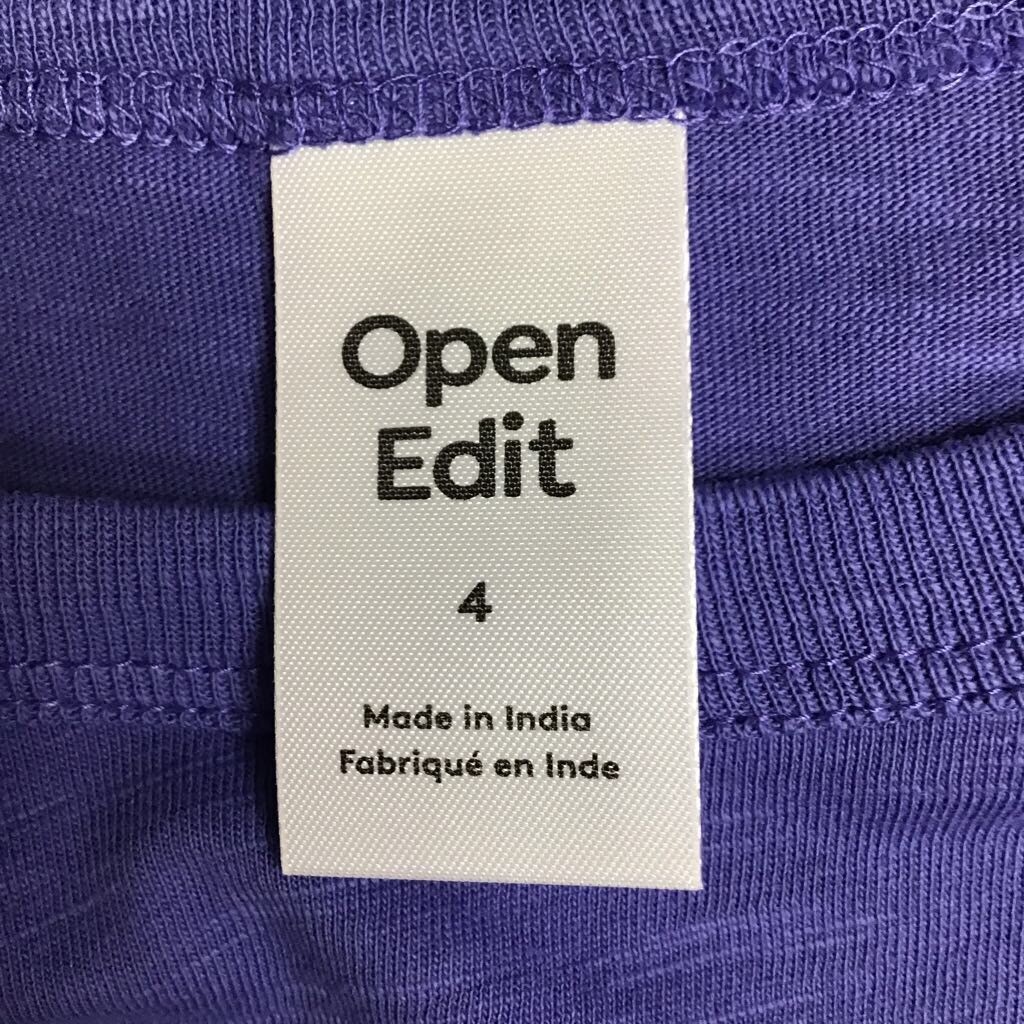 Open
Edit
4
Made in India
Fabriqué en Inde